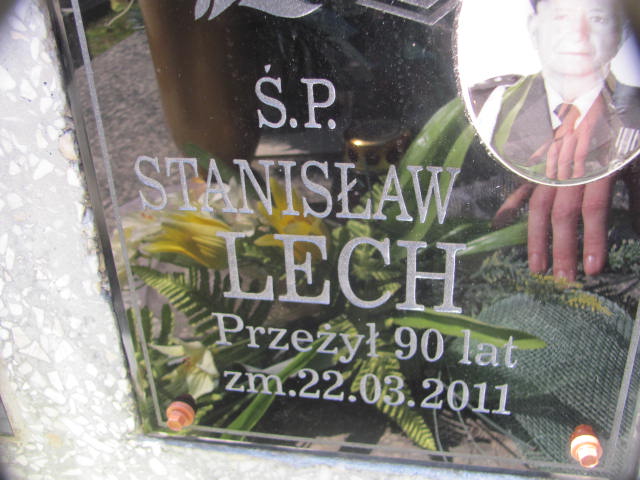 Ś.P.
STANISŁAW
LECH
Przeżył 90 lat
zm.22.03.2011